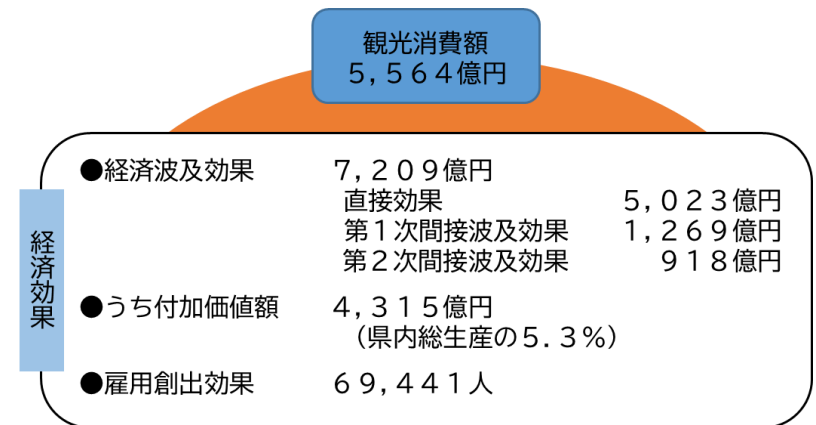 観光消費額
５,５６４億円
経済効果
●経済波及効果 ７,２０９億円
直接効果 ５,０２３億円
第１次間接波及効果 １,２６９億円
第２次間接波及効果 ９１８億円
●うち付加価値額 ４,３１５億円
（県内総生産の５.３％）
●雇用創出効果 ６９,４４１人